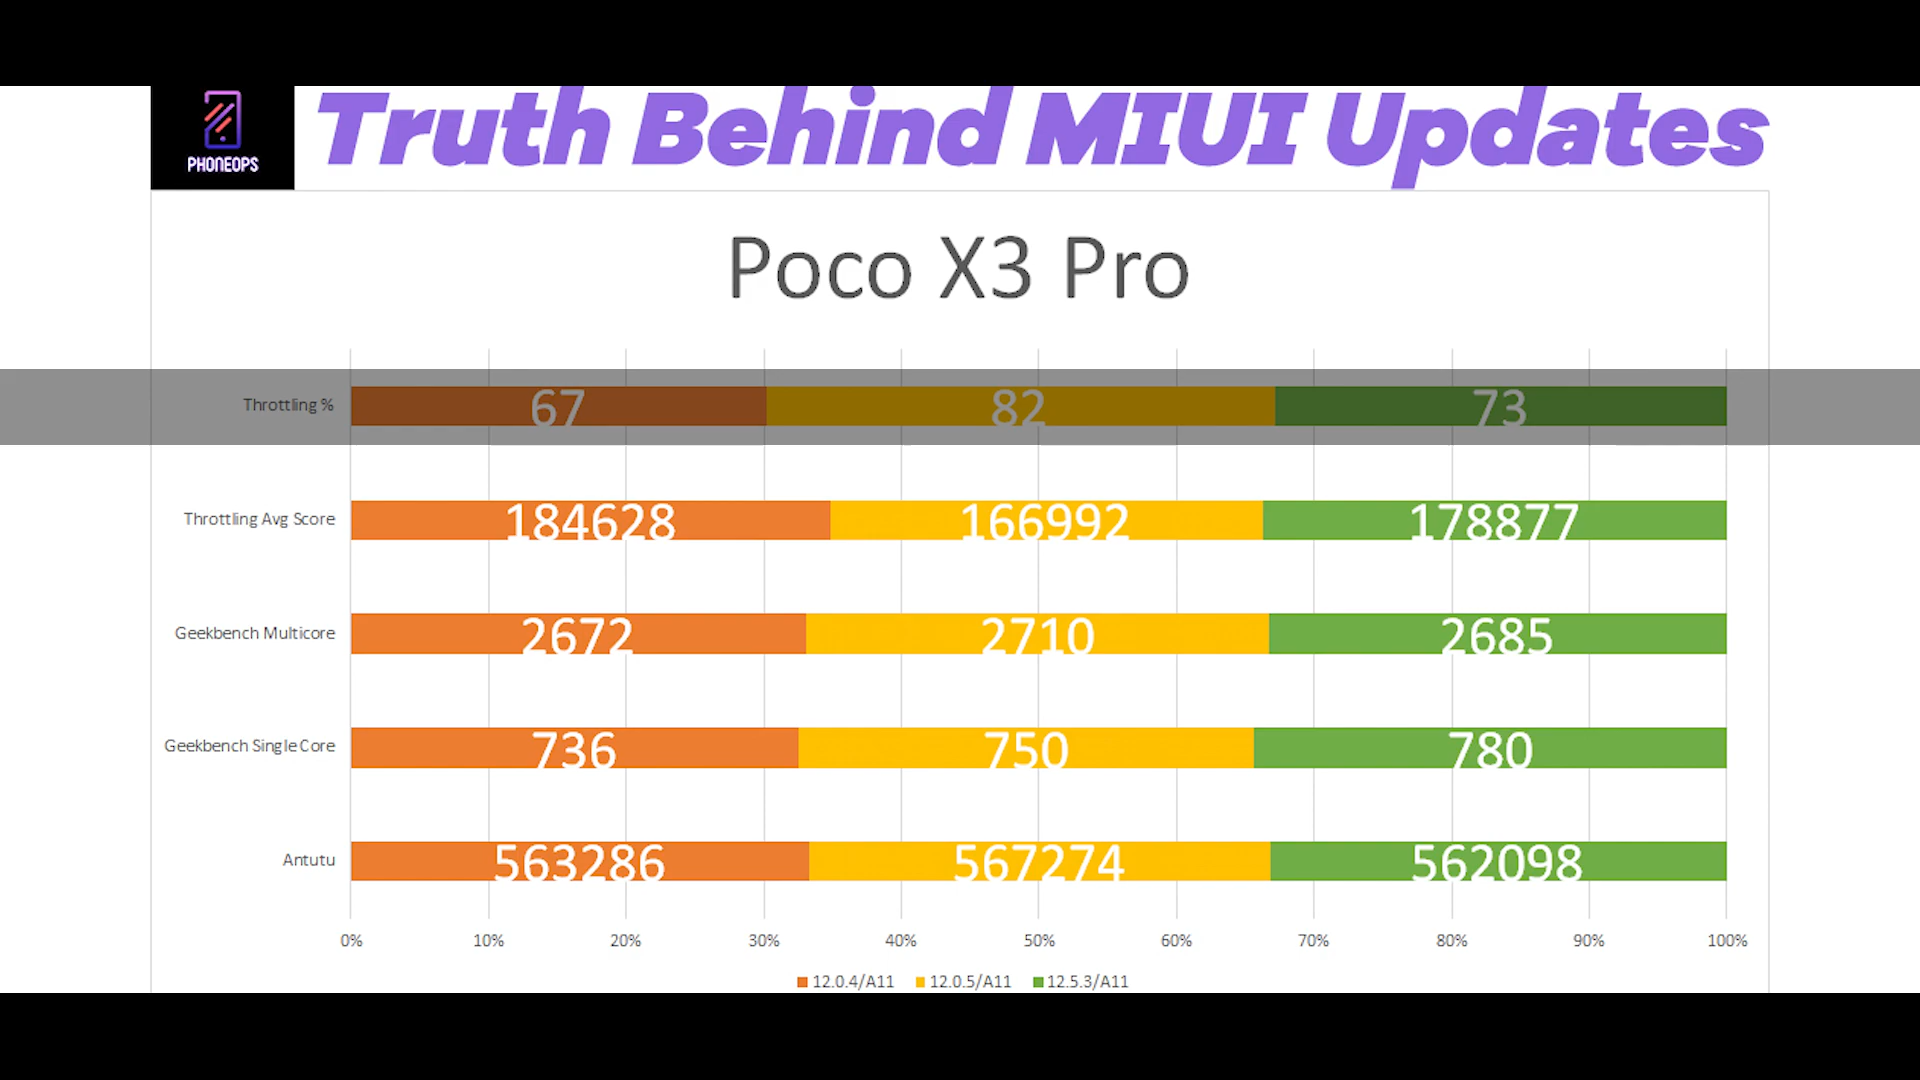 PHONEOPS
Truth Behind MIUI Updates
Poco X3 Pro
Throttling % 67 82 73
Throttling Avg Score 184628 166992 178877
Geekbench Multicore 2672 2710 2685
Geekbench Single Core 736 750 780
Antutu 563286 567274 562098
0% 10% 20% 30% 40% 50% 60% 70% 80% 90% 100%
12.0.4/A11 12.0.5/A11 12.5.3/A11